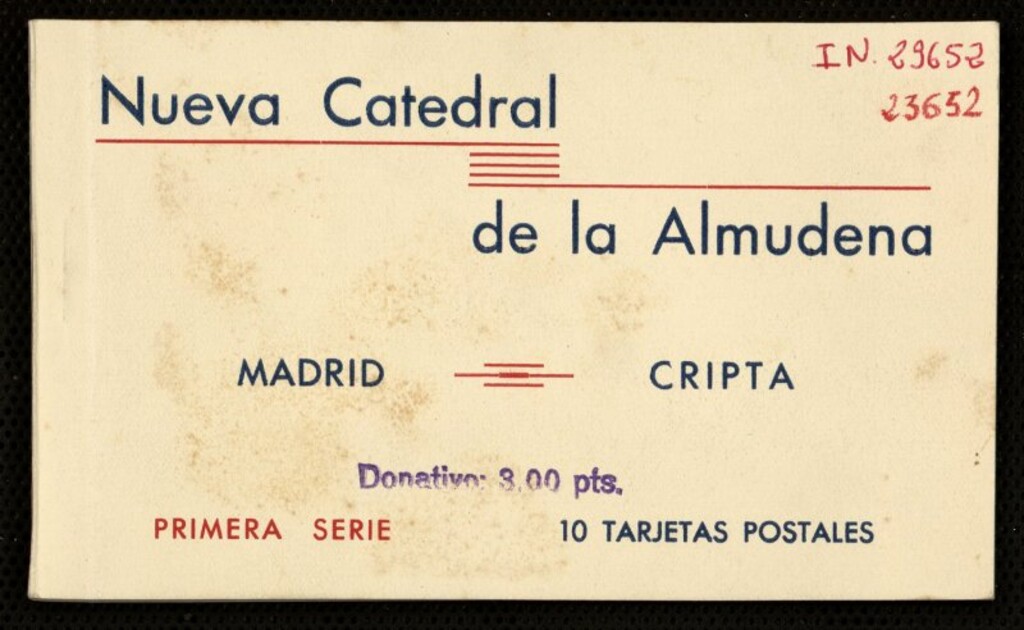 IN. 29652
23652
Nueva Catedral
de la Almudena
MADRID CRIPTA
Donativo: 3,00 pts.
PRIMERA SERIE 10 TARJETAS POSTALES